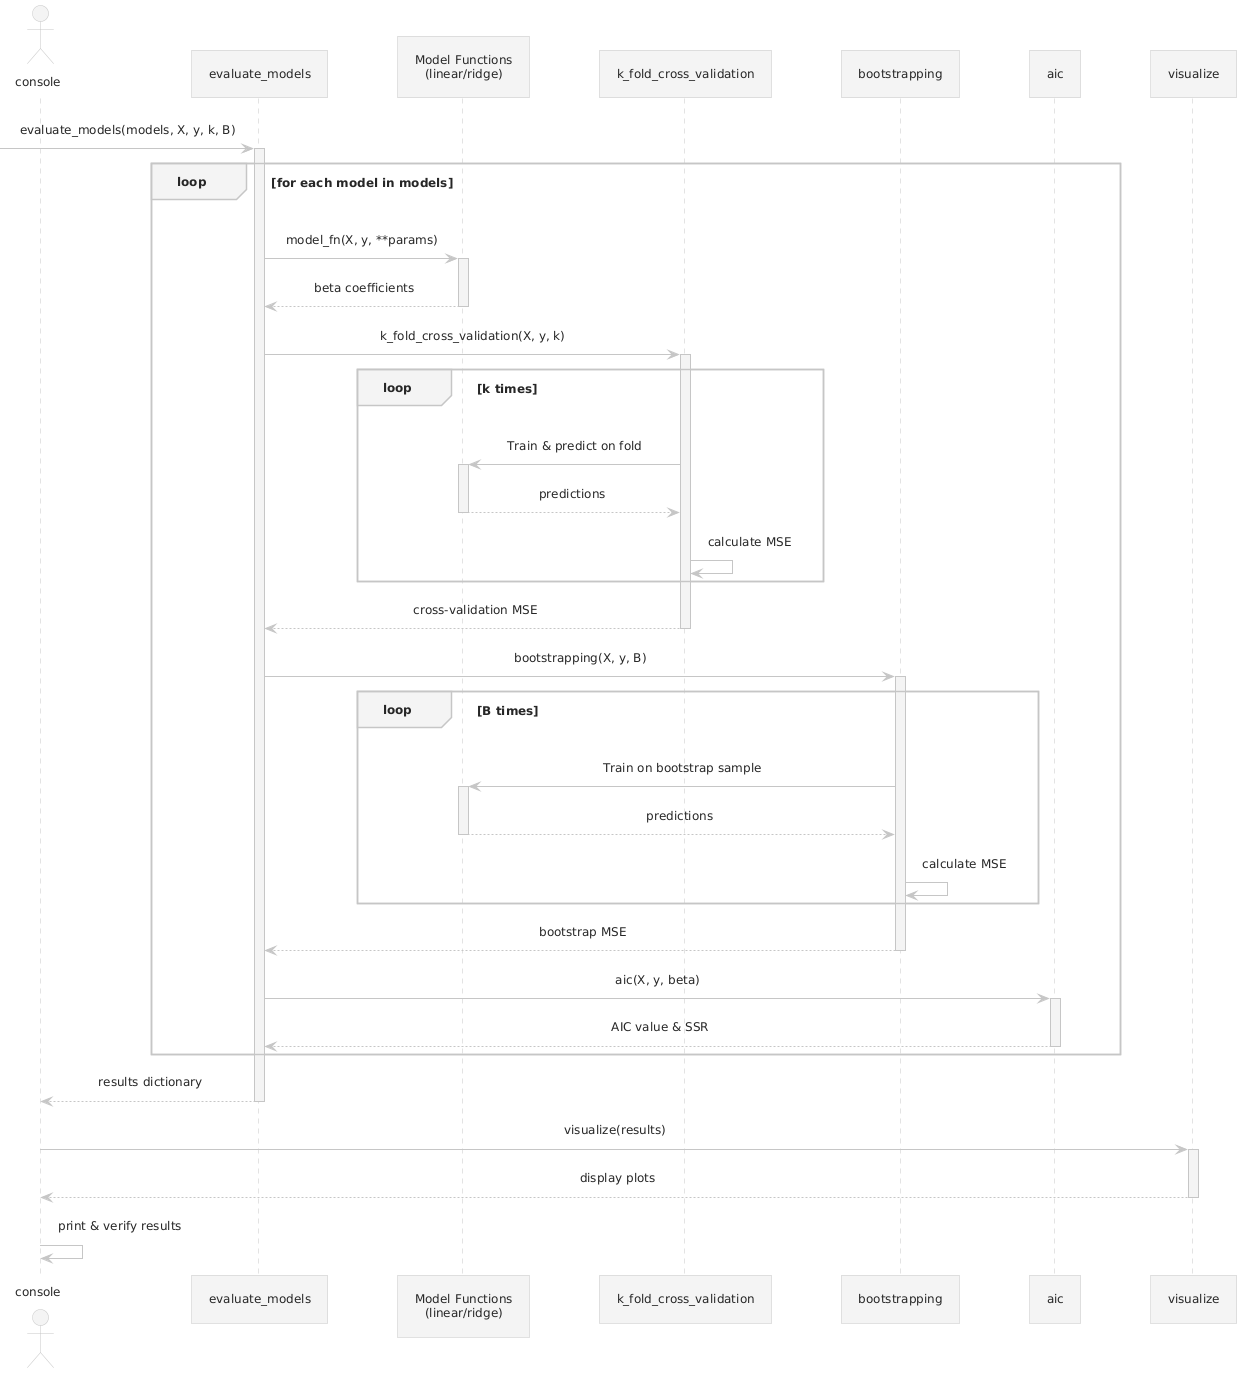 console
evaluate_models
Model Functions
(linear/ridge)
k_fold_cross_validation
bootstrapping
aic
visualize
evaluate_models(models, X, y, k, B)
loop
[for each model in models]
model_fn(X, y, **params)
beta coefficients
k_fold_cross_validation(X, y, k)
loop
[k times]
Train & predict on fold
predictions
calculate MSE
cross-validation MSE
bootstrapping(X, y, B)
loop
[B times]
Train on bootstrap sample
predictions
calculate MSE
bootstrap MSE
aic(X, y, beta)
AIC value & SSR
results dictionary
visualize(results)
display plots
print & verify results
console
evaluate_models
Model Functions
(linear/ridge)
k_fold_cross_validation
bootstrapping
aic
visualize